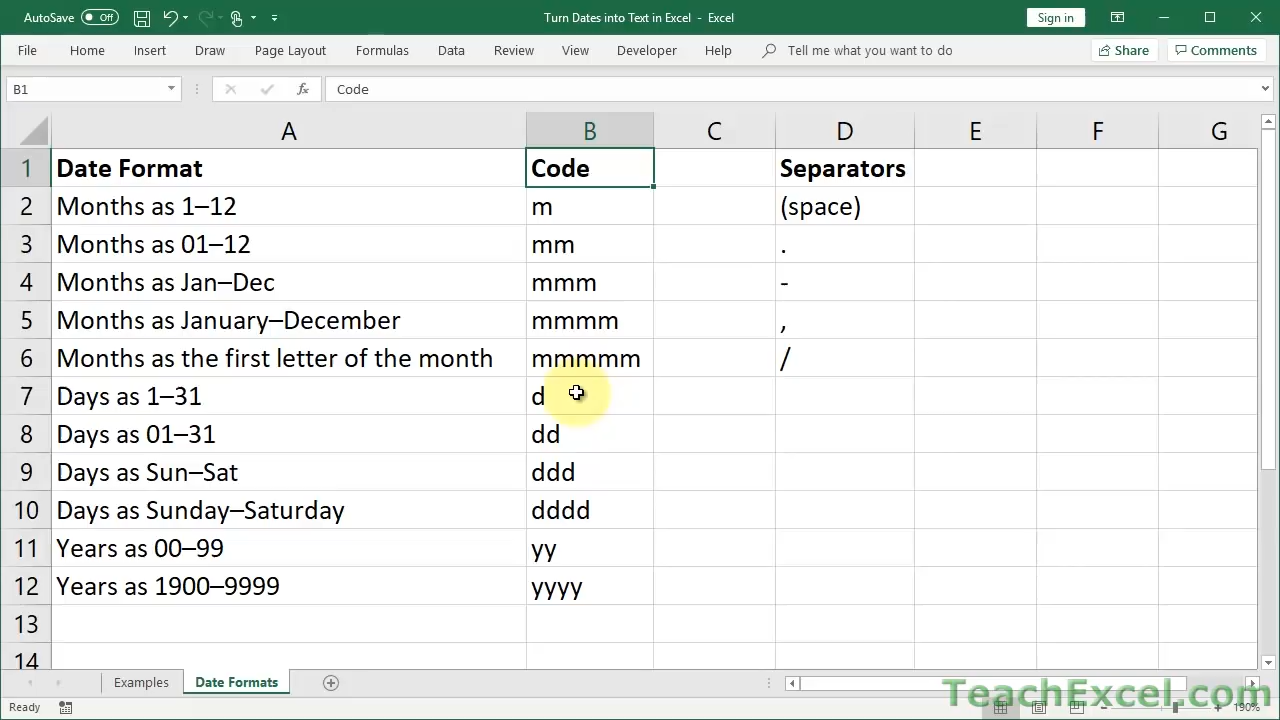 AutoSave Off Turn Dates into Text in Excel - Excel Sign in
File Home Insert Draw Page Layout Formulas Data Review View Developer Help Tell me what you want to do Share Comments
B1 fx Code
A B C D E F G
1 Date Format Code Separators
2 Months as 1–12 m (space)
3 Months as 01–12 mm .
4 Months as Jan–Dec mmm -
5 Months as January–December mmmm ,
6 Months as the first letter of the month mmmmm /
7 Days as 1–31 d
8 Days as 01–31 dd
9 Days as Sun–Sat ddd
10 Days as Sunday–Saturday dddd
11 Years as 00–99 yy
12 Years as 1900–9999 yyyy
13
14
Examples Date Formats
TeachExcel.com
Ready 190%